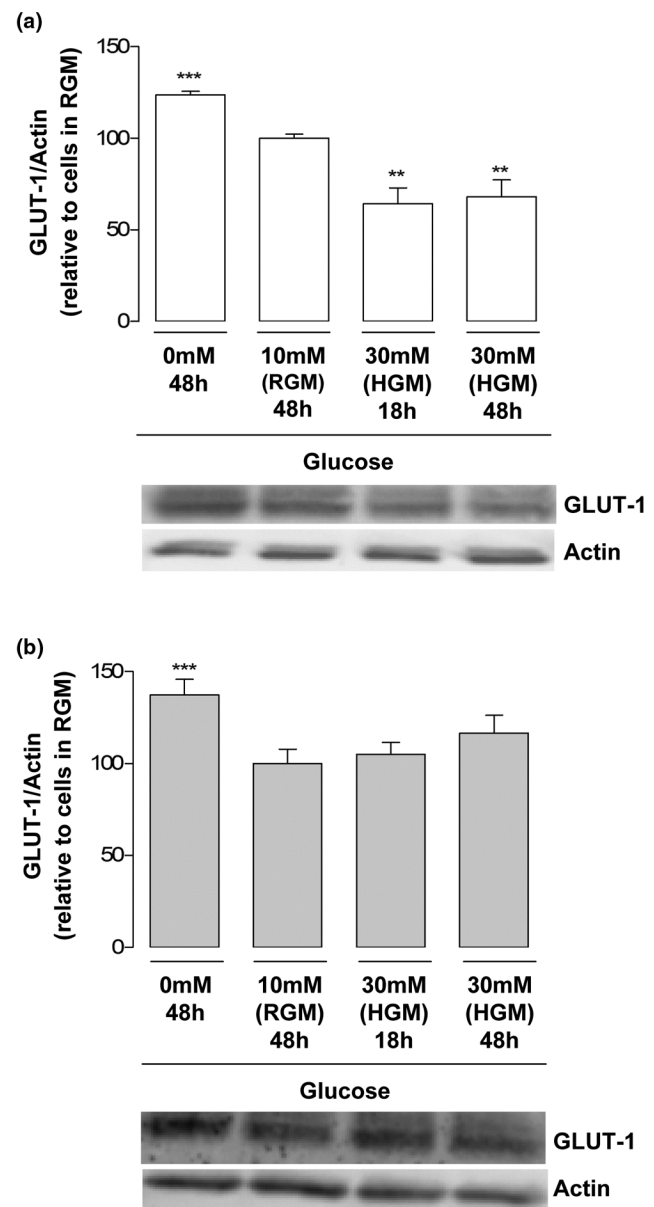 (a)
GLUT-1/Actin
(relative to cells in RGM)
150
100
50
0
***
**
**
0mM 10mM 30mM 30mM
48h (RGM) (HGM) (HGM)
48h 18h 48h
Glucose
GLUT-1
Actin
(b)
GLUT-1/Actin
(relative to cells in RGM)
150
100
50
0
***
0mM 10mM 30mM 30mM
48h (RGM) (HGM) (HGM)
48h 18h 48h
Glucose
GLUT-1
Actin